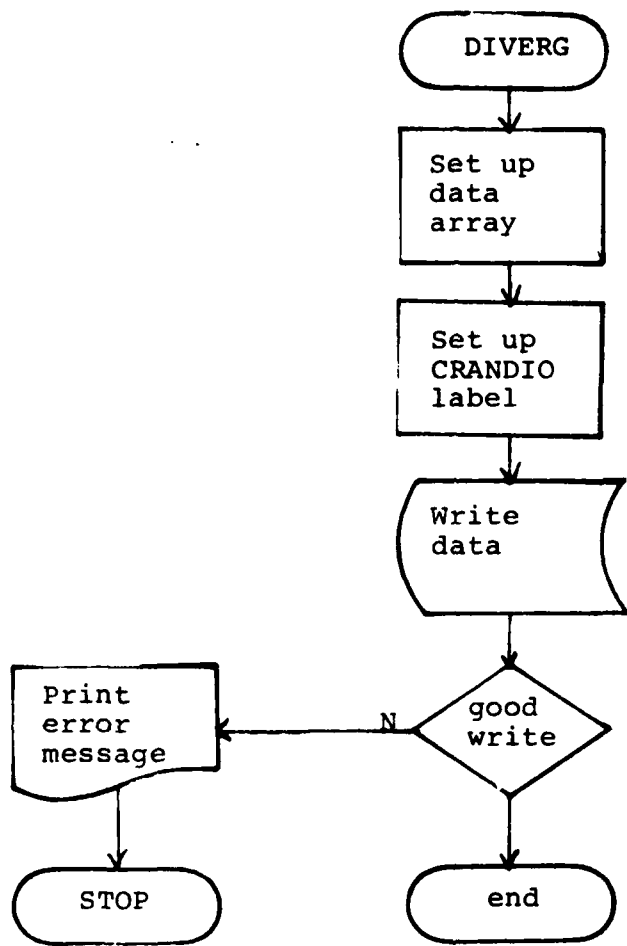 DIVERG
Set up
data
array
Set up
CRANDIO
label
Write
data
good
write
N
Print
error
message
STOP
end